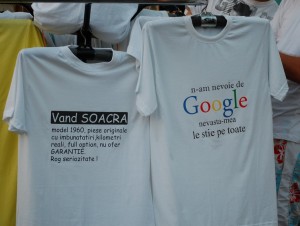 Vand SOACRA
model 1960, piese originale
cu imbunatatiri,kilometri
reali, full option, nu ofer
GARANTIE.
Rog seriozitate !
n-am nevoie de
Google
nevasta-mea
le stie pe toate